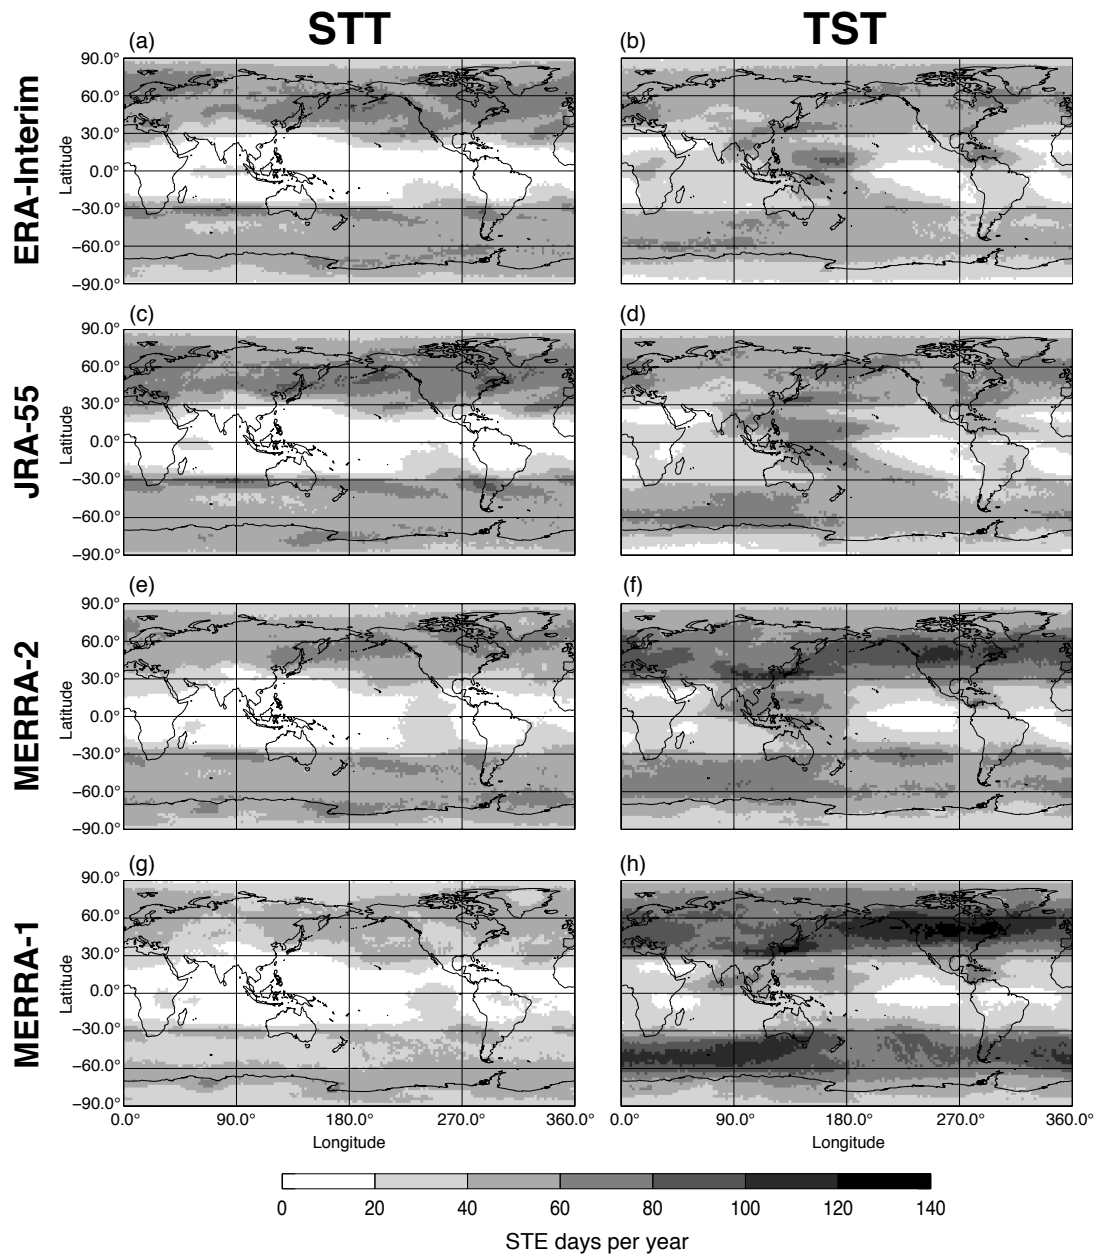 STT TST
(a) (b)
ERA-Interim
Latitude
90.0°
60.0°
30.0°
0.0°
−30.0°
−60.0°
−90.0°
(c) (d)
JRA-55
Latitude
90.0°
60.0°
30.0°
0.0°
−30.0°
−60.0°
−90.0°
(e) (f)
MERRA-2
Latitude
90.0°
60.0°
30.0°
0.0°
−30.0°
−60.0°
−90.0°
(g) (h)
MERRA-1
Latitude
90.0°
60.0°
30.0°
0.0°
−30.0°
−60.0°
−90.0°
0.0° 90.0° 180.0° 270.0° 360.0° 0.0° 90.0° 180.0° 270.0° 360.0°
Longitude Longitude
0 20 40 60 80 100 120 140
STE days per year